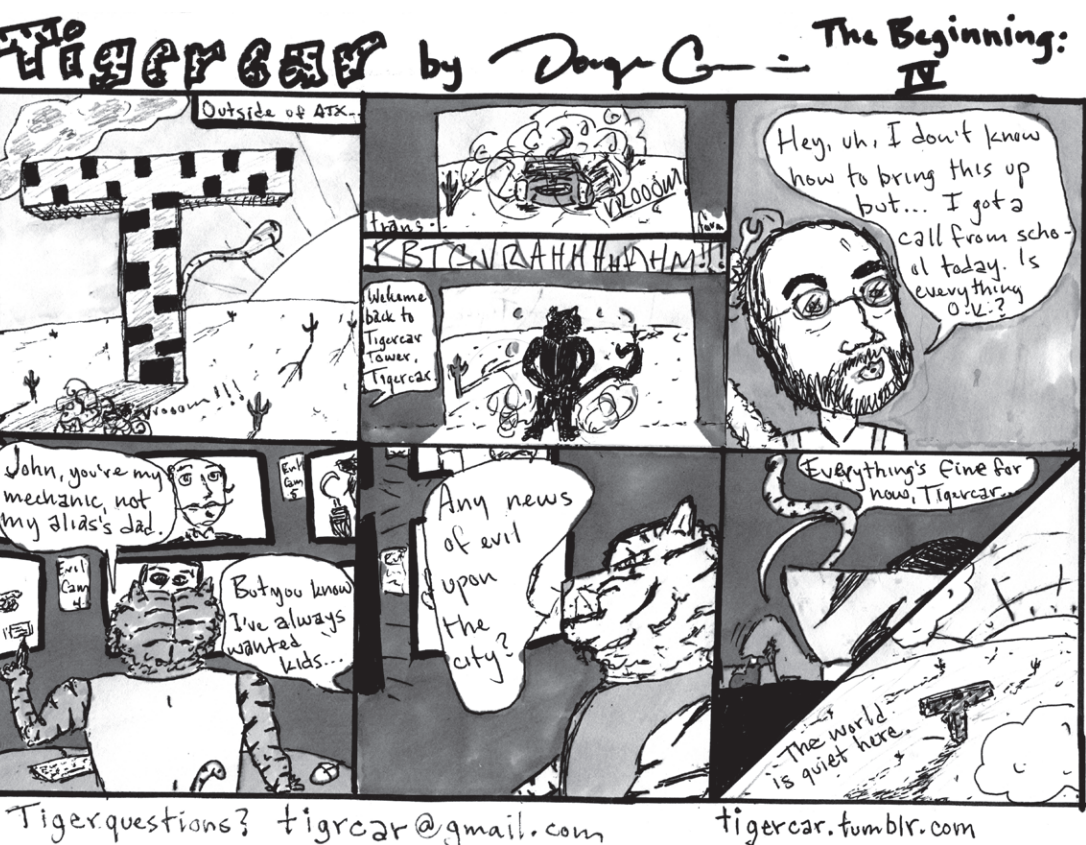 Tigercar by
The Beginning:
IV
Outside of ATX...
vrooom!!!
VROOOM
trans-
form
Welcome
back to
Tigercar
Tower,
Tigercar.
Hey, uh, I don't know
how to bring this up
but... I got a
call from scho-
ol today. Is
everything
O.K.?
John, you're my
mechanic, not
my alias's dad.
Evil
Cam
5
Evil
Cam
4
But you know
I've always
wanted
kids...
Any news
of evil
upon
the
city?
Everything's fine for
now, Tigercar...
The world
is quiet here.
Tiger.questions? tigrcar@gmail.com
tigercar.tumblr.com